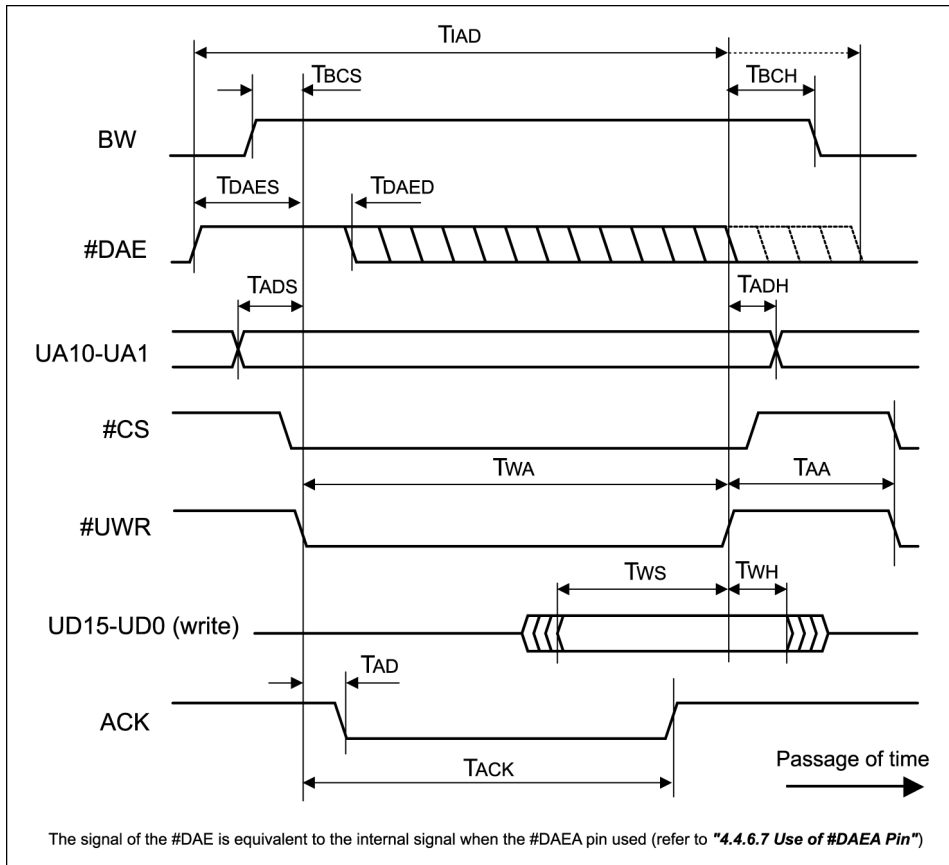 TIAD
TBCS
TBCH
BW
TDAES
TDAED
#DAE
TADS
TADH
UA10-UA1
#CS
TWA
TAA
#UWR
TWS
TWH
UD15-UD0 (write)
TAD
ACK
TACK
Passage of time
The signal of the #DAE is equivalent to the internal signal when the #DAEA pin used (refer to "4.4.6.7 Use of #DAEA Pin")